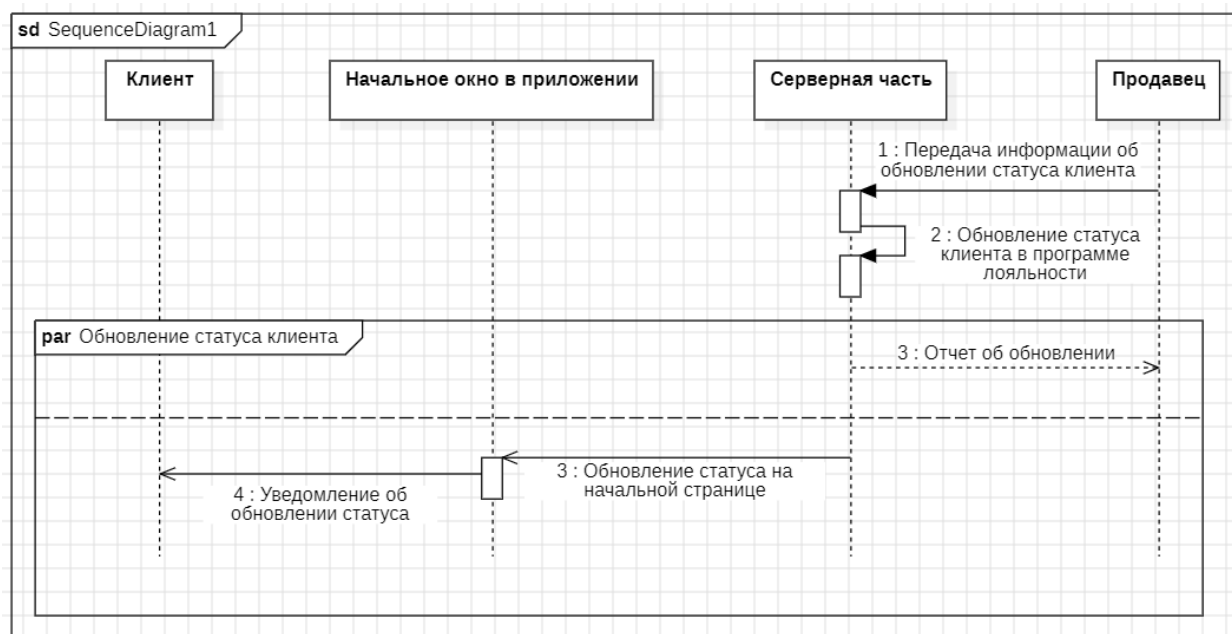 sd SequenceDiagram1
Клиент
Начальное окно в приложении
Серверная часть
Продавец
1 : Передача информации об
обновлении статуса клиента
2 : Обновление статуса
клиента в программе
лояльности
par Обновление статуса клиента
3 : Отчет об обновлении
3 : Обновление статуса на
начальной странице
4 : Уведомление об
обновлении статуса